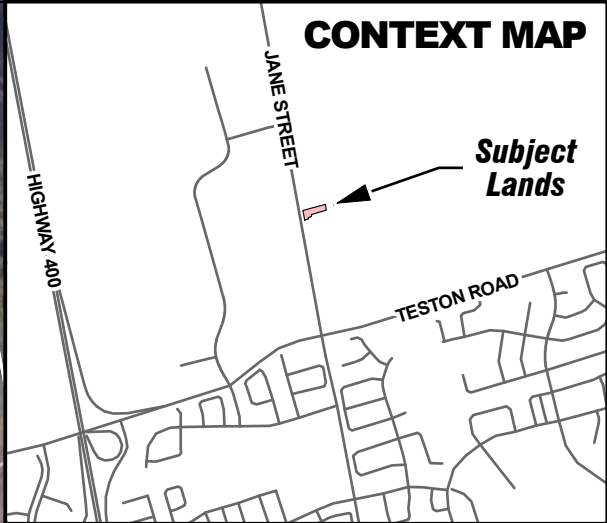 CONTEXT MAP
JANE STREET
Subject
Lands
HIGHWAY 400
TESTON ROAD